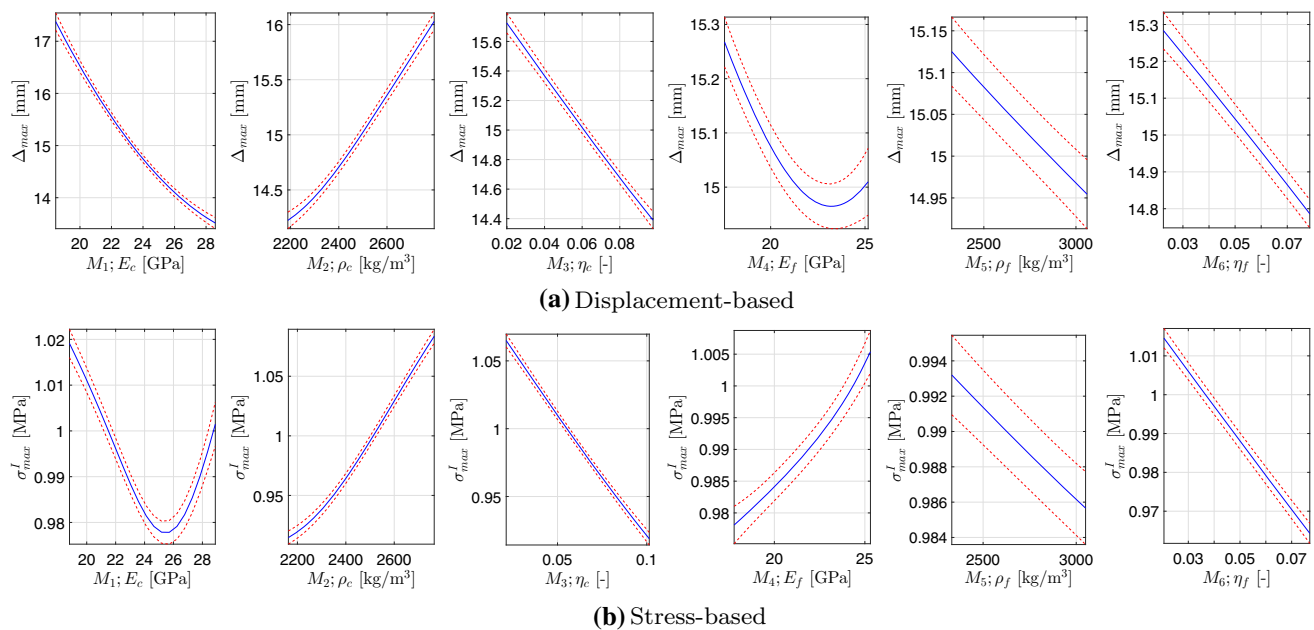 17
16
15
14
Δmax [mm]
20 22 24 26 28
M1; Ec [GPa]
16
15.5
15
14.5
Δmax [mm]
2200 2400 2600
M2; ρc [kg/m³]
15.6
15.4
15.2
15
14.8
14.6
14.4
Δmax [mm]
0.02 0.04 0.06 0.08
M3; ηc [-]
15.3
15.2
15.1
15
Δmax [mm]
20 25
M4; Ef [GPa]
15.15
15.1
15.05
15
14.95
Δmax [mm]
2500 3000
M5; ρf [kg/m³]
15.3
15.2
15.1
15
14.9
14.8
Δmax [mm]
0.03 0.05 0.07
M6; ηf [-]
(a) Displacement-based
1.02
1.01
1
0.99
0.98
σ^I_max [MPa]
20 22 24 26 28
M1; Ec [GPa]
1.05
1
0.95
σ^I_max [MPa]
2200 2400 2600
M2; ρc [kg/m³]
1.05
1
0.95
σ^I_max [MPa]
0.05 0.1
M3; ηc [-]
1.005
1
0.995
0.99
0.985
0.98
σ^I_max [MPa]
20 25
M4; Ef [GPa]
0.994
0.992
0.99
0.988
0.986
0.984
σ^I_max [MPa]
2500 3000
M5; ρf [kg/m³]
1.01
1
0.99
0.98
0.97
σ^I_max [MPa]
0.03 0.05 0.07
M6; ηf [-]
(b) Stress-based